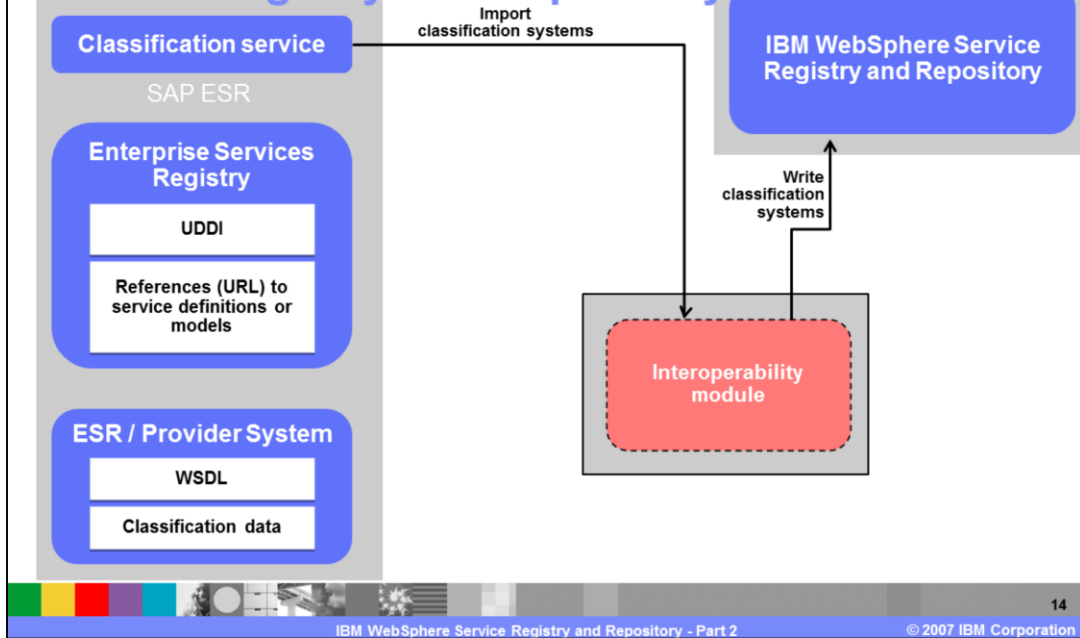 Import
classification systems
Classification service
SAP ESR
Enterprise Services
Registry
UDDI
References (URL) to
service definitions or
models
ESR / Provider System
WSDL
Classification data
IBM WebSphere Service
Registry and Repository
Write
classification
systems
Interoperability
module
14
IBM WebSphere Service Registry and Repository - Part 2
© 2007 IBM Corporation